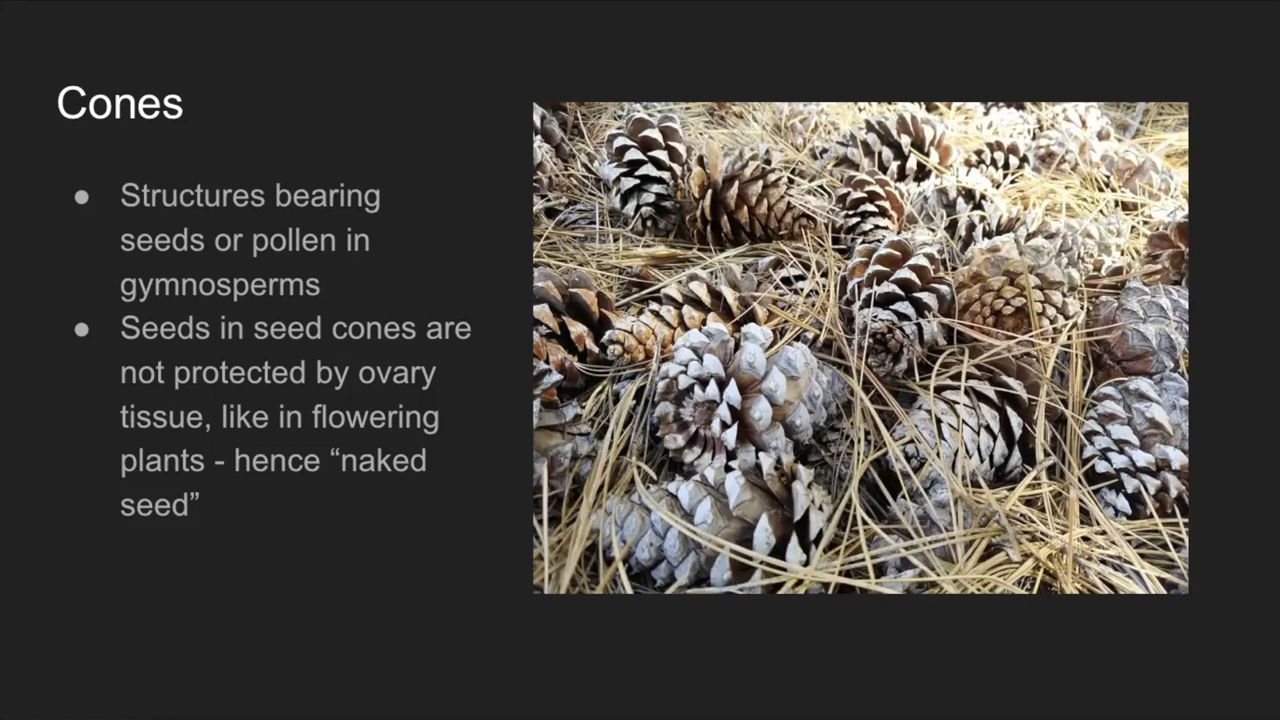 Cones
● Structures bearing
seeds or pollen in
gymnosperms
● Seeds in seed cones are
not protected by ovary
tissue, like in flowering
plants - hence “naked
seed”